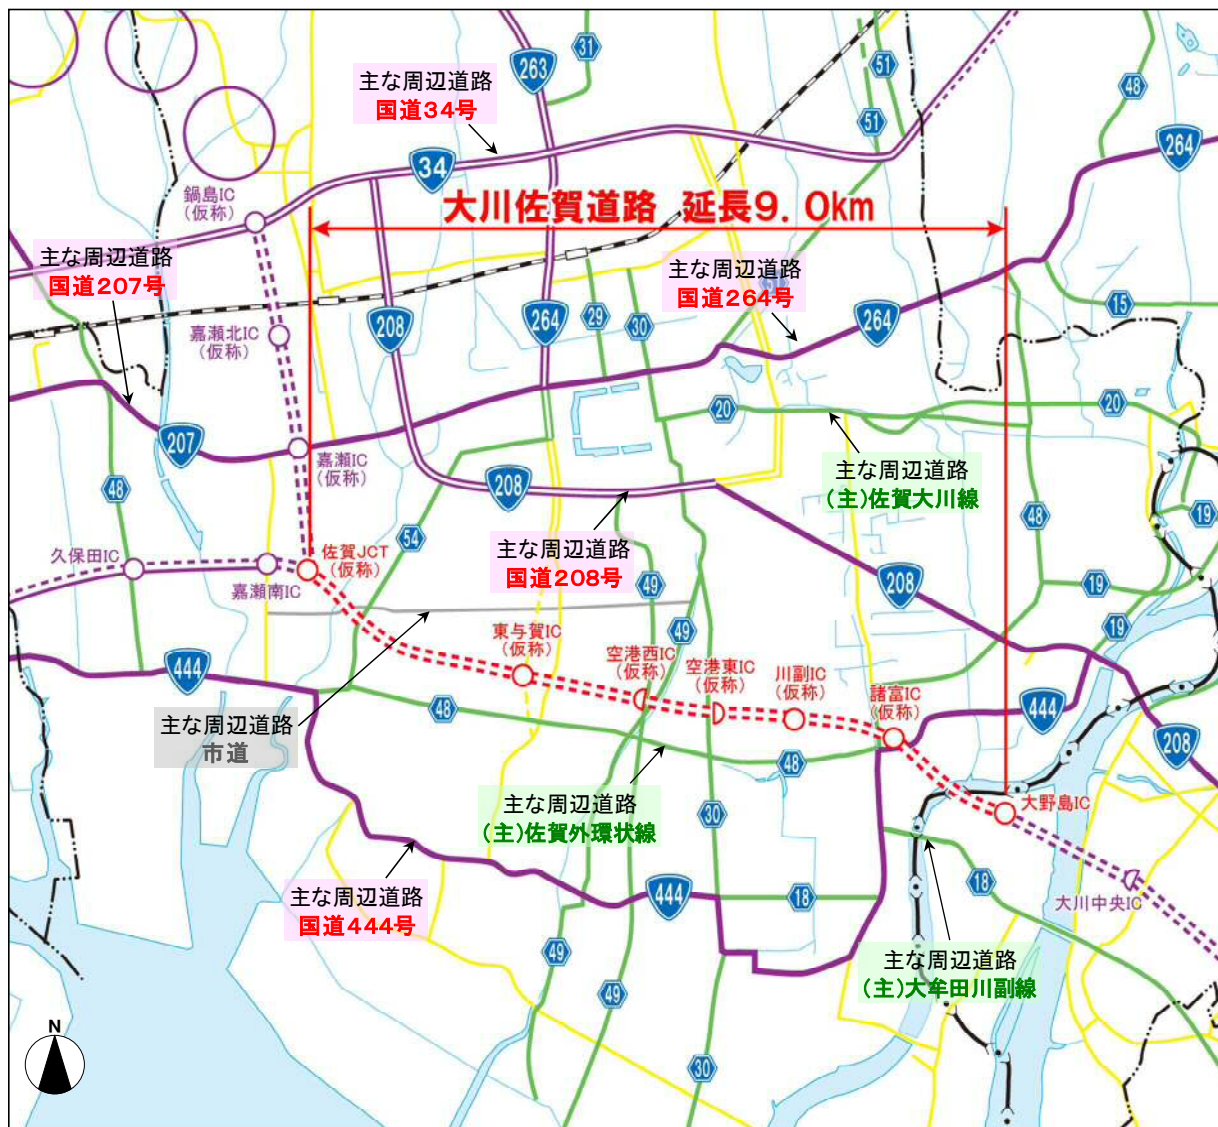 31
51
263
48
主な周辺道路
国道34号
51
264
34
鍋島IC
(仮称)
大川佐賀道路 延長9.0km
主な周辺道路
国道207号
主な周辺道路
国道264号
15
29
30
264
264
208
嘉瀬北IC
(仮称)
20
20
207
嘉瀬IC
(仮称)
主な周辺道路
(主)佐賀大川線
48
208
48
19
54
主な周辺道路
国道208号
久保田IC
佐賀JCT
(仮称)
嘉瀬南IC
49
208
19
19
49
東与賀IC
(仮称)
空港西IC
(仮称)
空港東IC
(仮称)
川副IC
(仮称)
諸富IC
(仮称)
444
444
48
208
主な周辺道路
市道
48
主な周辺道路
(主)佐賀外環状線
30
大野島IC
主な周辺道路
国道444号
444
18
18
大川中央IC
49
主な周辺道路
(主)大牟田川副線
49
N
30